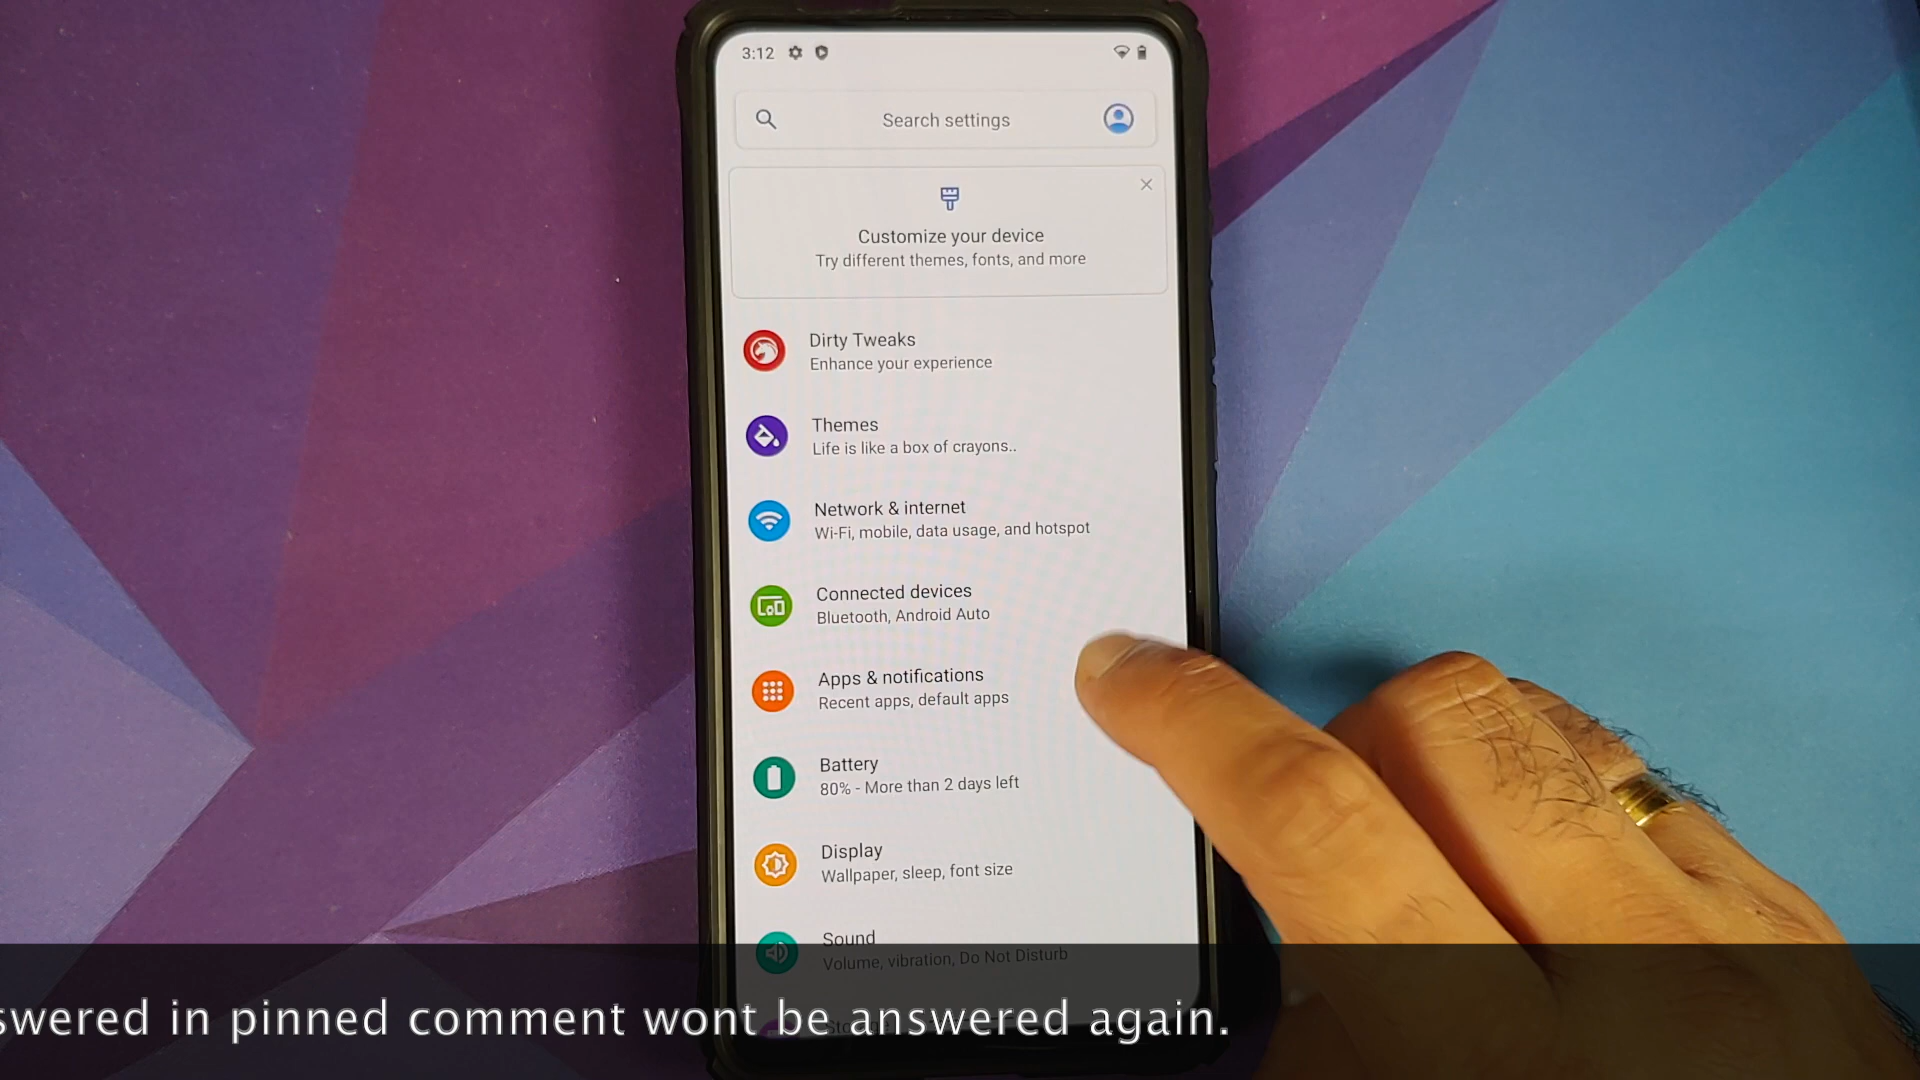 3:12
Search settings
Customize your device
Try different themes, fonts, and more
Dirty Tweaks
Enhance your experience
Themes
Life is like a box of crayons..
Network & internet
Wi-Fi, mobile, data usage, and hotspot
Connected devices
Bluetooth, Android Auto
Apps & notifications
Recent apps, default apps
Battery
80% - More than 2 days left
Display
Wallpaper, sleep, font size
Sound
Volume, vibration, Do Not Disturb
swered in pinned comment wont be answered again.